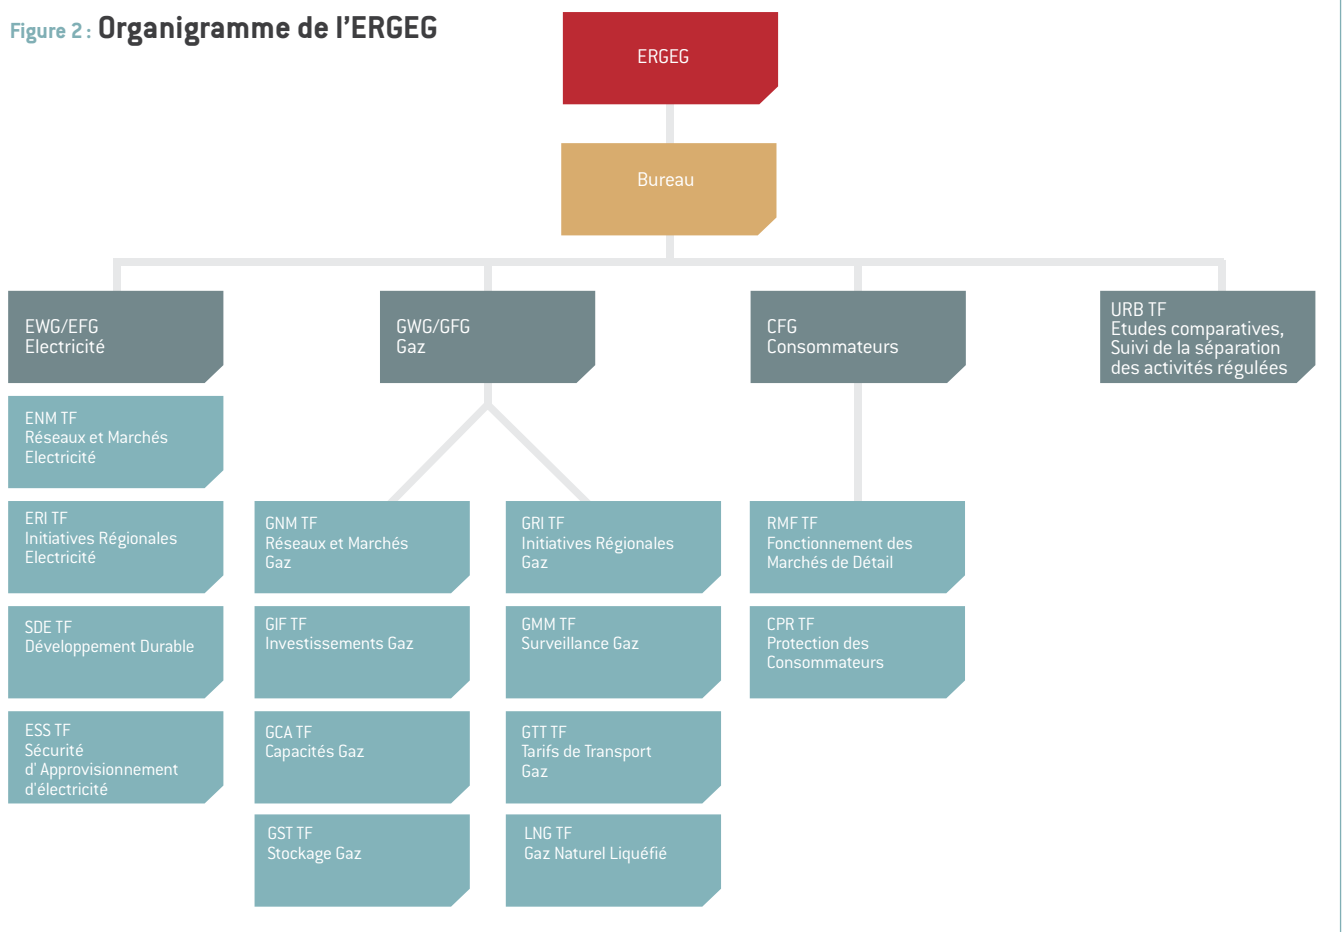 Figure 2 : Organigramme de l'ERGEG
ERGEG
Bureau
EWG/EFG
Electricité
GWG/GFG
Gaz
CFG
Consommateurs
URB TF
Etudes comparatives,
Suivi de la séparation
des activités régulées
ENM TF
Réseaux et Marchés
Electricité
ERI TF
Initiatives Régionales
Electricité
SDE TF
Développement Durable
ESS TF
Sécurité
d' Approvisionnement
d'électricité
GNM TF
Réseaux et Marchés
Gaz
GIF TF
Investissements Gaz
GCA TF
Capacités Gaz
GST TF
Stockage Gaz
GRI TF
Initiatives Régionales
Gaz
GMM TF
Surveillance Gaz
GTT TF
Tarifs de Transport
Gaz
LNG TF
Gaz Naturel Liquéfié
RMF TF
Fonctionnement des
Marchés de Détail
CPR TF
Protection des
Consommateurs